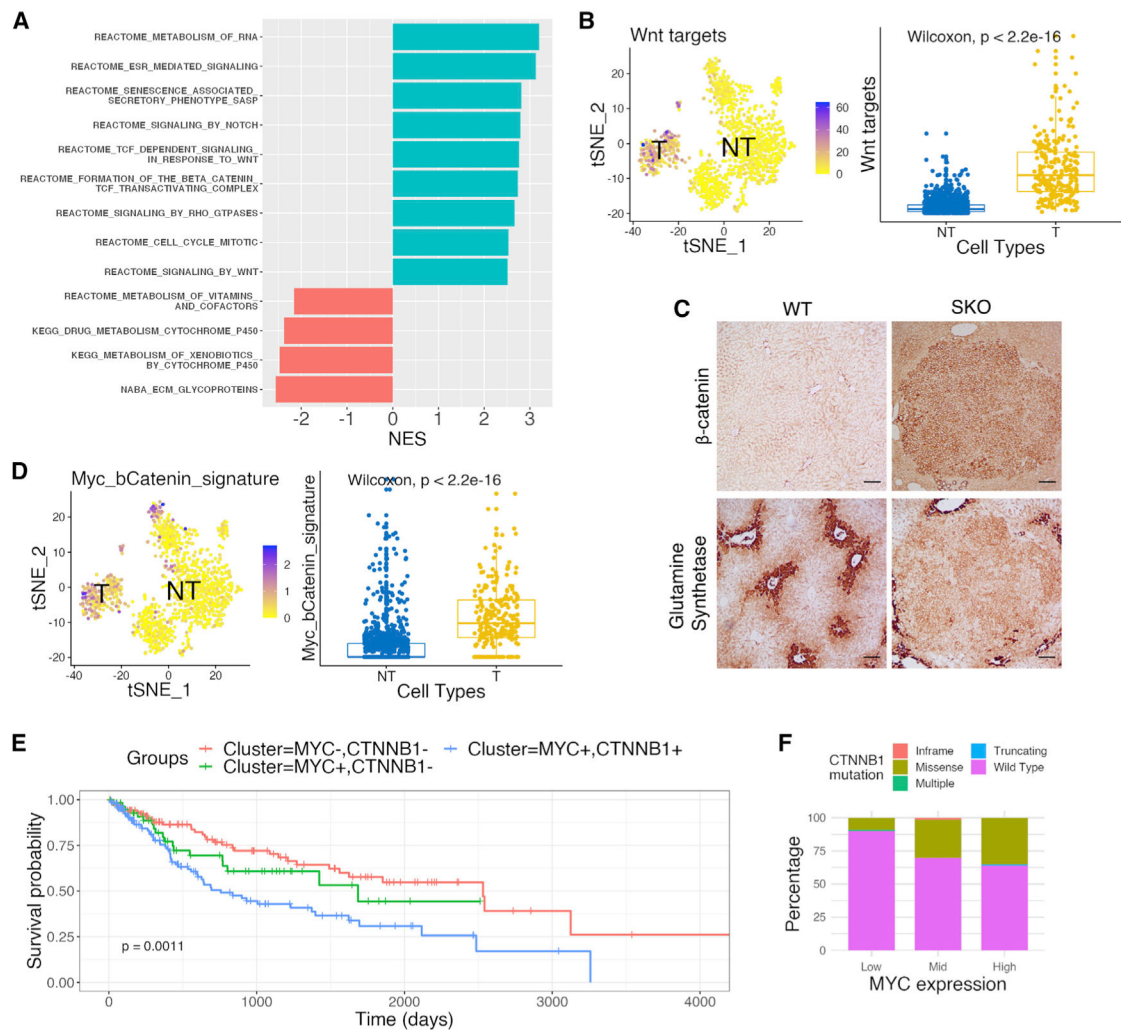 A
REACTOME_METABOLISM_OF_RNA
REACTOME_ESR_MEDIATED_SIGNALING
REACTOME_SENESCENCE_ASSOCIATED_
SECRETORY_PHENOTYPE_SASP
REACTOME_SIGNALING_BY_NOTCH
REACTOME_TCF_DEPENDENT_SIGNALING_
IN_RESPONSE_TO_WNT
REACTOME_FORMATION_OF_THE_BETA_CATENIN_
TCF_TRANSACTIVATING_COMPLEX
REACTOME_SIGNALING_BY_RHO_GTPASES
REACTOME_CELL_CYCLE_MITOTIC
REACTOME_SIGNALING_BY_WNT
REACTOME_METABOLISM_OF_VITAMINS_
AND_COFACTORS
KEGG_DRUG_METABOLISM_CYTOCHROME_P450
KEGG_METABOLISM_OF_XENOBIOTICS_
BY_CYTOCHROME_P450
NABA_ECM_GLYCOPROTEINS
-2 -1 0 1 2 3
NES
B
Wnt targets
tSNE_2
20
10
0
-10
-20
T NT
-40 -20 0 20
tSNE_1
60
40
20
0
Wilcoxon, p < 2.2e-16
Wnt targets
NT T
Cell Types
C
WT SKO
β-catenin
Glutamine
Synthetase
D
Myc_bCatenin_signature
tSNE_2
20
10
0
-10
-20
T NT
-40 -20 0 20
tSNE_1
2
1
0
Wilcoxon, p < 2.2e-16
Myc_bCatenin_signature
NT T
Cell Types
E
Groups
Cluster=MYC-,CTNNB1- Cluster=MYC+,CTNNB1+
Cluster=MYC+,CTNNB1-
Survival probability
1.00
0.75
0.50
0.25
0.00
p = 0.0011
0 1000 2000 3000 4000
Time (days)
F
CTNNB1
mutation
Inframe Truncating
Missense Wild Type
Multiple
Percentage
100
75
50
25
0
Low Mid High
MYC expression